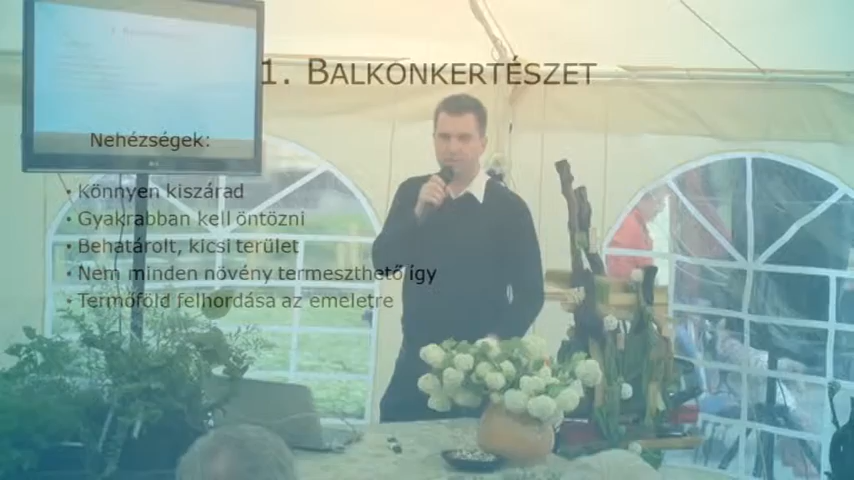 1. BALKONKERTÉSZET
Nehézségek:
• Könnyen kiszárad
• Gyakrabban kell öntözni
• Behatárolt, kicsi terület
• Nem minden növény termeszthető így
• Termőföld felhordása az emeletre